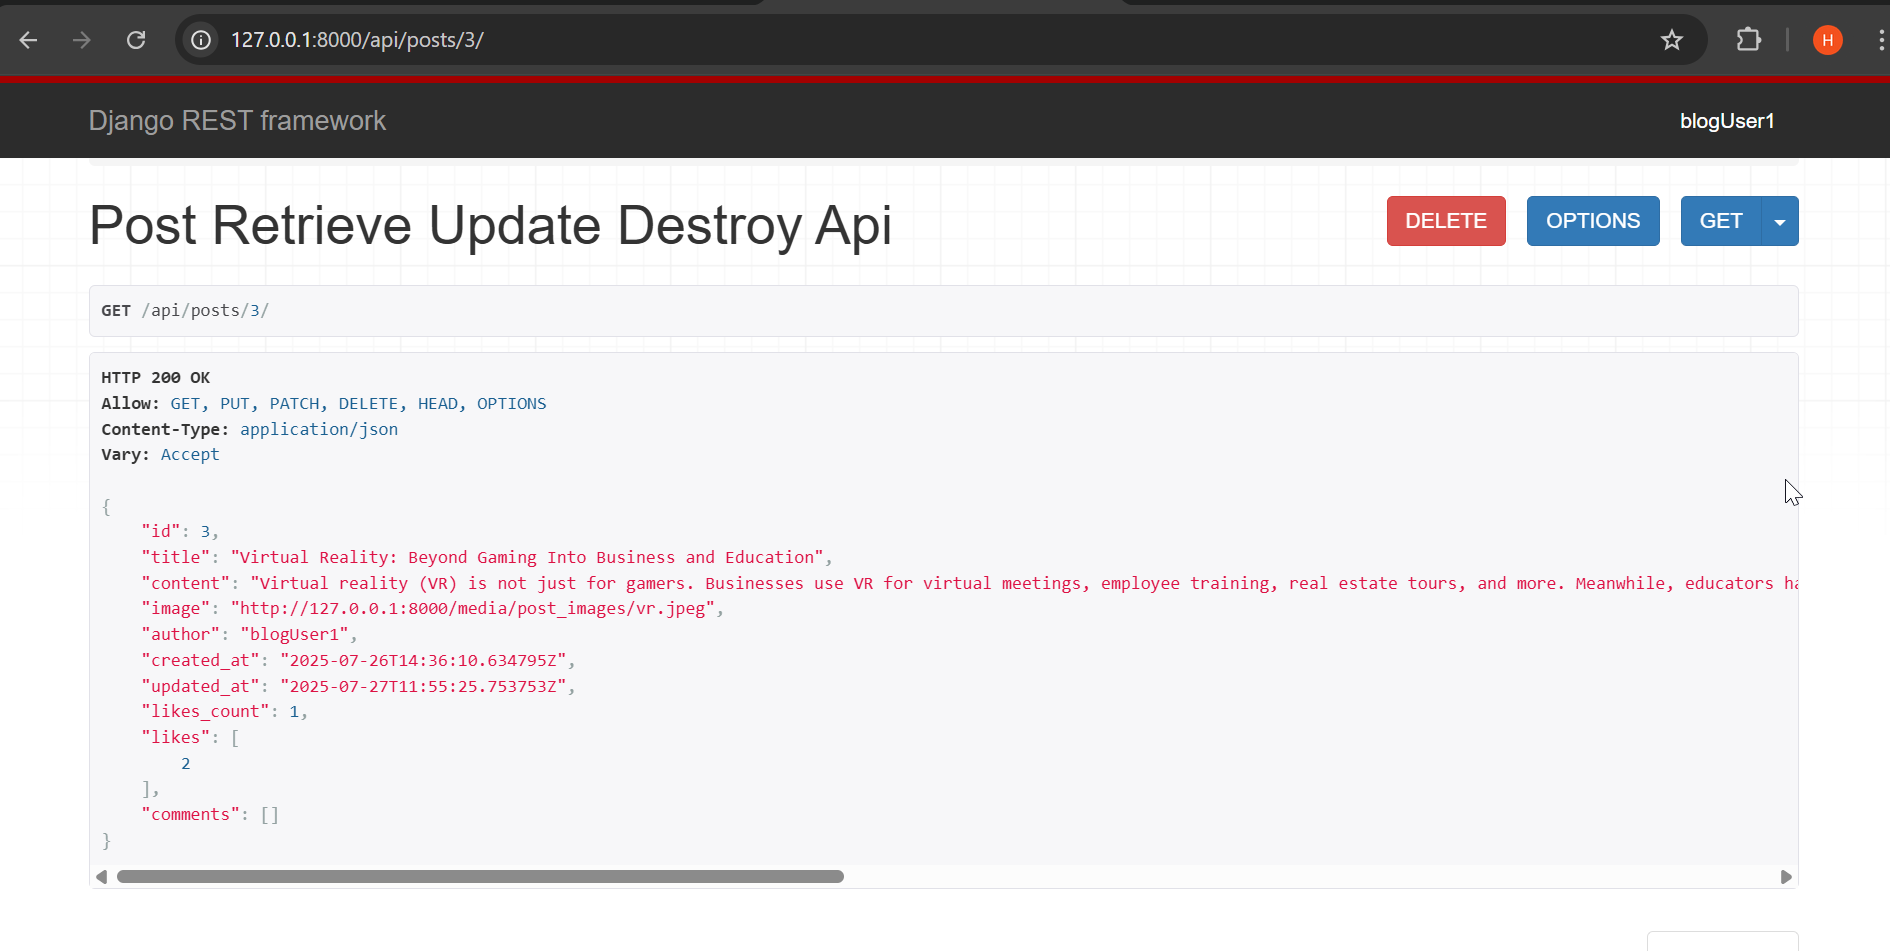 127.0.0.1:8000/api/posts/3/
H
Django REST framework
blogUser1
Post Retrieve Update Destroy Api
DELETE
OPTIONS
GET
GET /api/posts/3/
HTTP 200 OK
Allow: GET, PUT, PATCH, DELETE, HEAD, OPTIONS
Content-Type: application/json
Vary: Accept
{
    "id": 3,
    "title": "Virtual Reality: Beyond Gaming Into Business and Education",
    "content": "Virtual reality (VR) is not just for gamers. Businesses use VR for virtual meetings, employee training, real estate tours, and more. Meanwhile, educators
    "image": "http://127.0.0.1:8000/media/post_images/vr.jpeg",
    "author": "blogUser1",
    "created_at": "2025-07-26T14:36:10.634795Z",
    "updated_at": "2025-07-27T11:55:25.753753Z",
    "likes_count": 1,
    "likes": [
        2
    ],
    "comments": []
}